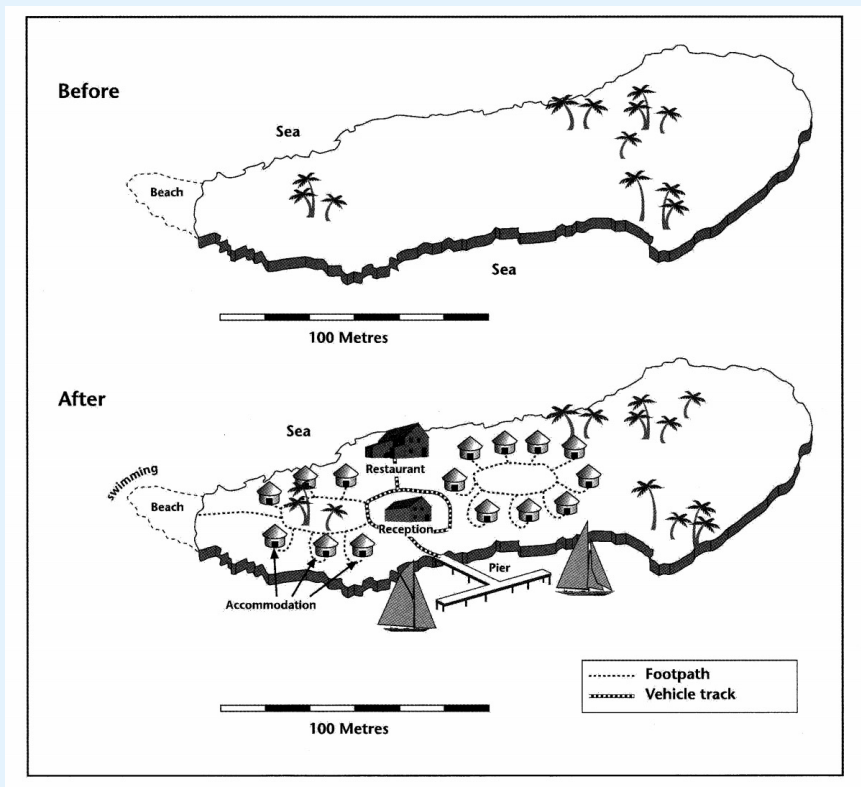 Before
Sea
Beach
Sea
100 Metres
After
Sea
swimming
Restaurant
Beach
Reception
Pier
Accommodation
Footpath
Vehicle track
100 Metres